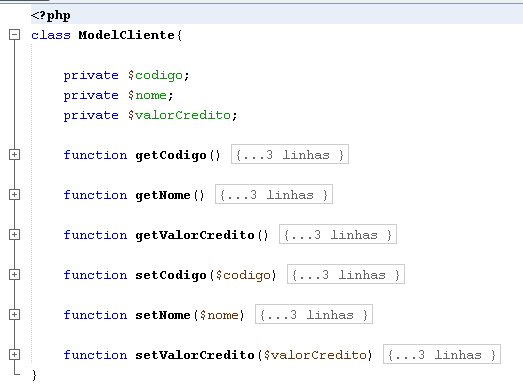 <?php
class ModelCliente{
private $codigo;
private $nome;
private $valorCredito;
function getCodigo() {...3 linhas }
function getNome() {...3 linhas }
function getValorCredito() {...3 linhas }
function setCodigo($codigo) {...3 linhas }
function setNome($nome) {...3 linhas }
function setValorCredito($valorCredito) {...3 linhas }
}